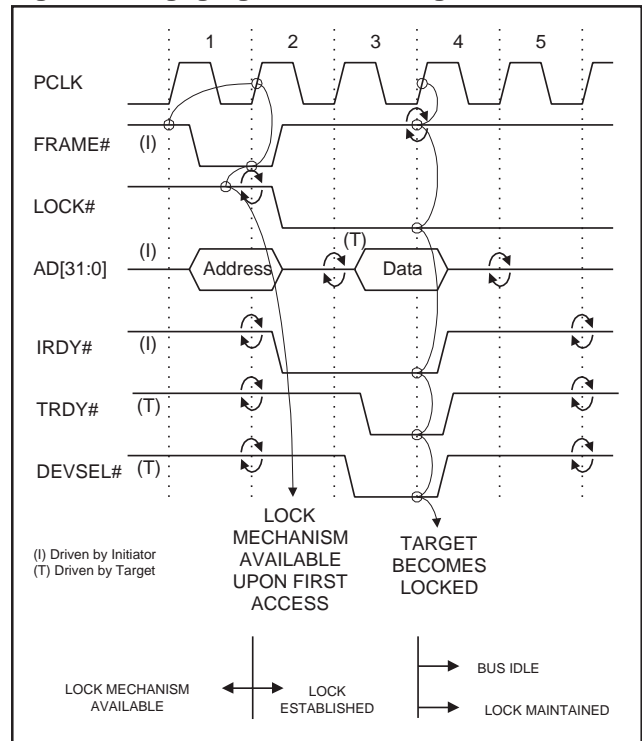 1 2 3 4 5
PCLK
FRAME# (I)
LOCK#
AD[31:0] (I) Address (T) Data
IRDY# (I)
TRDY# (T)
DEVSEL# (T)
LOCK
MECHANISM
AVAILABLE
UPON FIRST
ACCESS
TARGET
BECOMES
LOCKED
(I) Driven by Initiator
(T) Driven by Target
LOCK MECHANISM
AVAILABLE
LOCK
ESTABLISHED
BUS IDLE
LOCK MAINTAINED